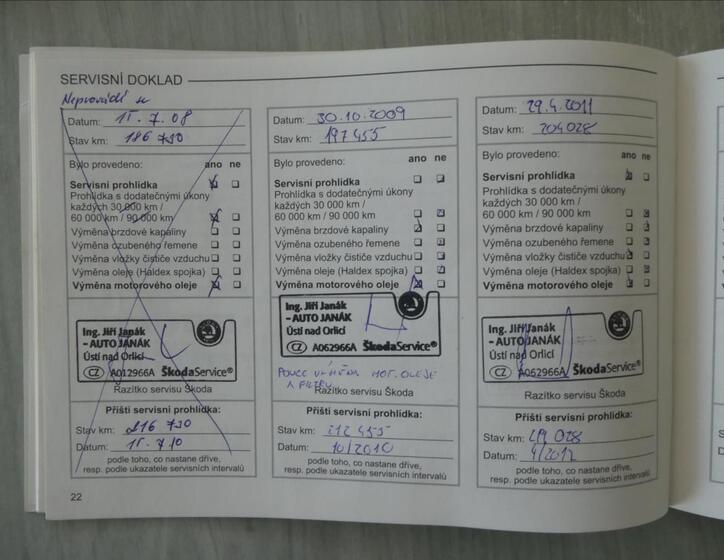 SERVISNÍ DOKLAD
Neprovádí se
Datum: 15. 7. 08
Stav km: 186 730
Bylo provedeno: ano ne
Servisní prohlídka
Prohlídka s dodatečnými úkony
každých 30 000 km /
60 000 km / 90 000 km
Výměna brzdové kapaliny
Výměna ozubeného řemene
Výměna vložky čističe vzduchu
Výměna oleje (Haldex spojka)
Výměna motorového oleje
Ing. Jiří Janák
-AUTO JANÁK
Ústí nad Orlicí
CZ A012966A ŠkodaService®
Razítko servisu Škoda
Příští servisní prohlídka:
Stav km: 216 730
Datum: 15. 7. 10
podle toho, co nastane dříve,
resp. podle ukazatele servisních intervalů
22
Datum: 30.10.2009
Stav km: 197 455
Bylo provedeno: ano ne
Servisní prohlídka
Prohlídka s dodatečnými úkony
každých 30 000 km /
60 000 km / 90 000 km
Výměna brzdové kapaliny
Výměna ozubeného řemene
Výměna vložky čističe vzduchu
Výměna oleje (Haldex spojka)
Výměna motorového oleje
Ing. Jiří Janák
-AUTO JANÁK
Ústí nad Orlicí
CZ A062966A ŠkodaService®
POUZE VÝMĚNA MOT. OLEJE
A FILTRU
Razítko servisu Škoda
Příští servisní prohlídka:
Stav km: 212 455
Datum: 10/2010
podle toho, co nastane dříve,
resp. podle ukazatele servisních intervalů
Datum: 29.4.2011
Stav km: 204 028
Bylo provedeno: ano ne
Servisní prohlídka
Prohlídka s dodatečnými úkony
každých 30 000 km /
60 000 km / 90 000 km
Výměna brzdové kapaliny
Výměna ozubeného řemene
Výměna vložky čističe vzduchu
Výměna oleje (Haldex spojka)
Výměna motorového oleje
Ing. Jiří Janák
-AUTO JANÁK
Ústí nad Orlicí
CZ A062966A ŠkodaService®
Razítko servisu Škoda
Příští servisní prohlídka:
Stav km: 219 028
Datum: 4/2012
podle toho, co nastane dříve,
resp. podle ukazatele servisních intervalů